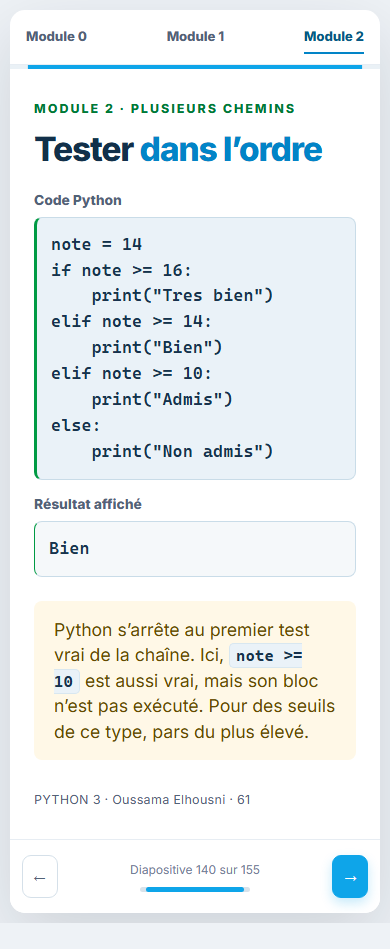 Module 0 Module 1 Module 2
MODULE 2 · PLUSIEURS CHEMINS
Tester dans l’ordre
Code Python
note = 14
if note >= 16:
    print("Tres bien")
elif note >= 14:
    print("Bien")
elif note >= 10:
    print("Admis")
else:
    print("Non admis")
Résultat affiché
Bien
Python s’arrête au premier test
vrai de la chaîne. Ici, note >=
10 est aussi vrai, mais son bloc
n’est pas exécuté. Pour des seuils
de ce type, pars du plus élevé.
PYTHON 3 · Oussama Elhousni · 61
← Diapositive 140 sur 155 →